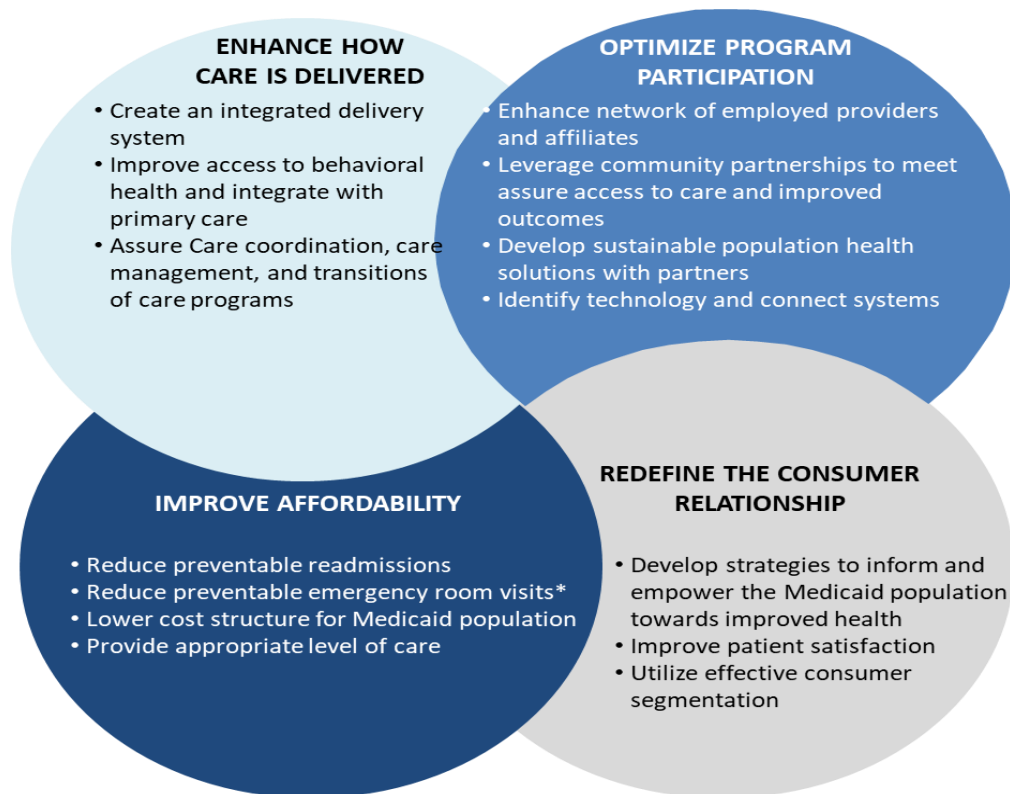 ENHANCE HOW
CARE IS DELIVERED
• Create an integrated delivery
system
• Improve access to behavioral
health and integrate with
primary care
• Assure Care coordination, care
management, and transitions
of care programs
OPTIMIZE PROGRAM
PARTICIPATION
• Enhance network of employed providers
and affiliates
• Leverage community partnerships to meet
assure access to care and improved
outcomes
• Develop sustainable population health
solutions with partners
• Identify technology and connect systems
IMPROVE AFFORDABILITY
• Reduce preventable readmissions
• Reduce preventable emergency room visits*
• Lower cost structure for Medicaid population
• Provide appropriate level of care
REDEFINE THE CONSUMER
RELATIONSHIP
• Develop strategies to inform and
empower the Medicaid population
towards improved health
• Improve patient satisfaction
• Utilize effective consumer
segmentation